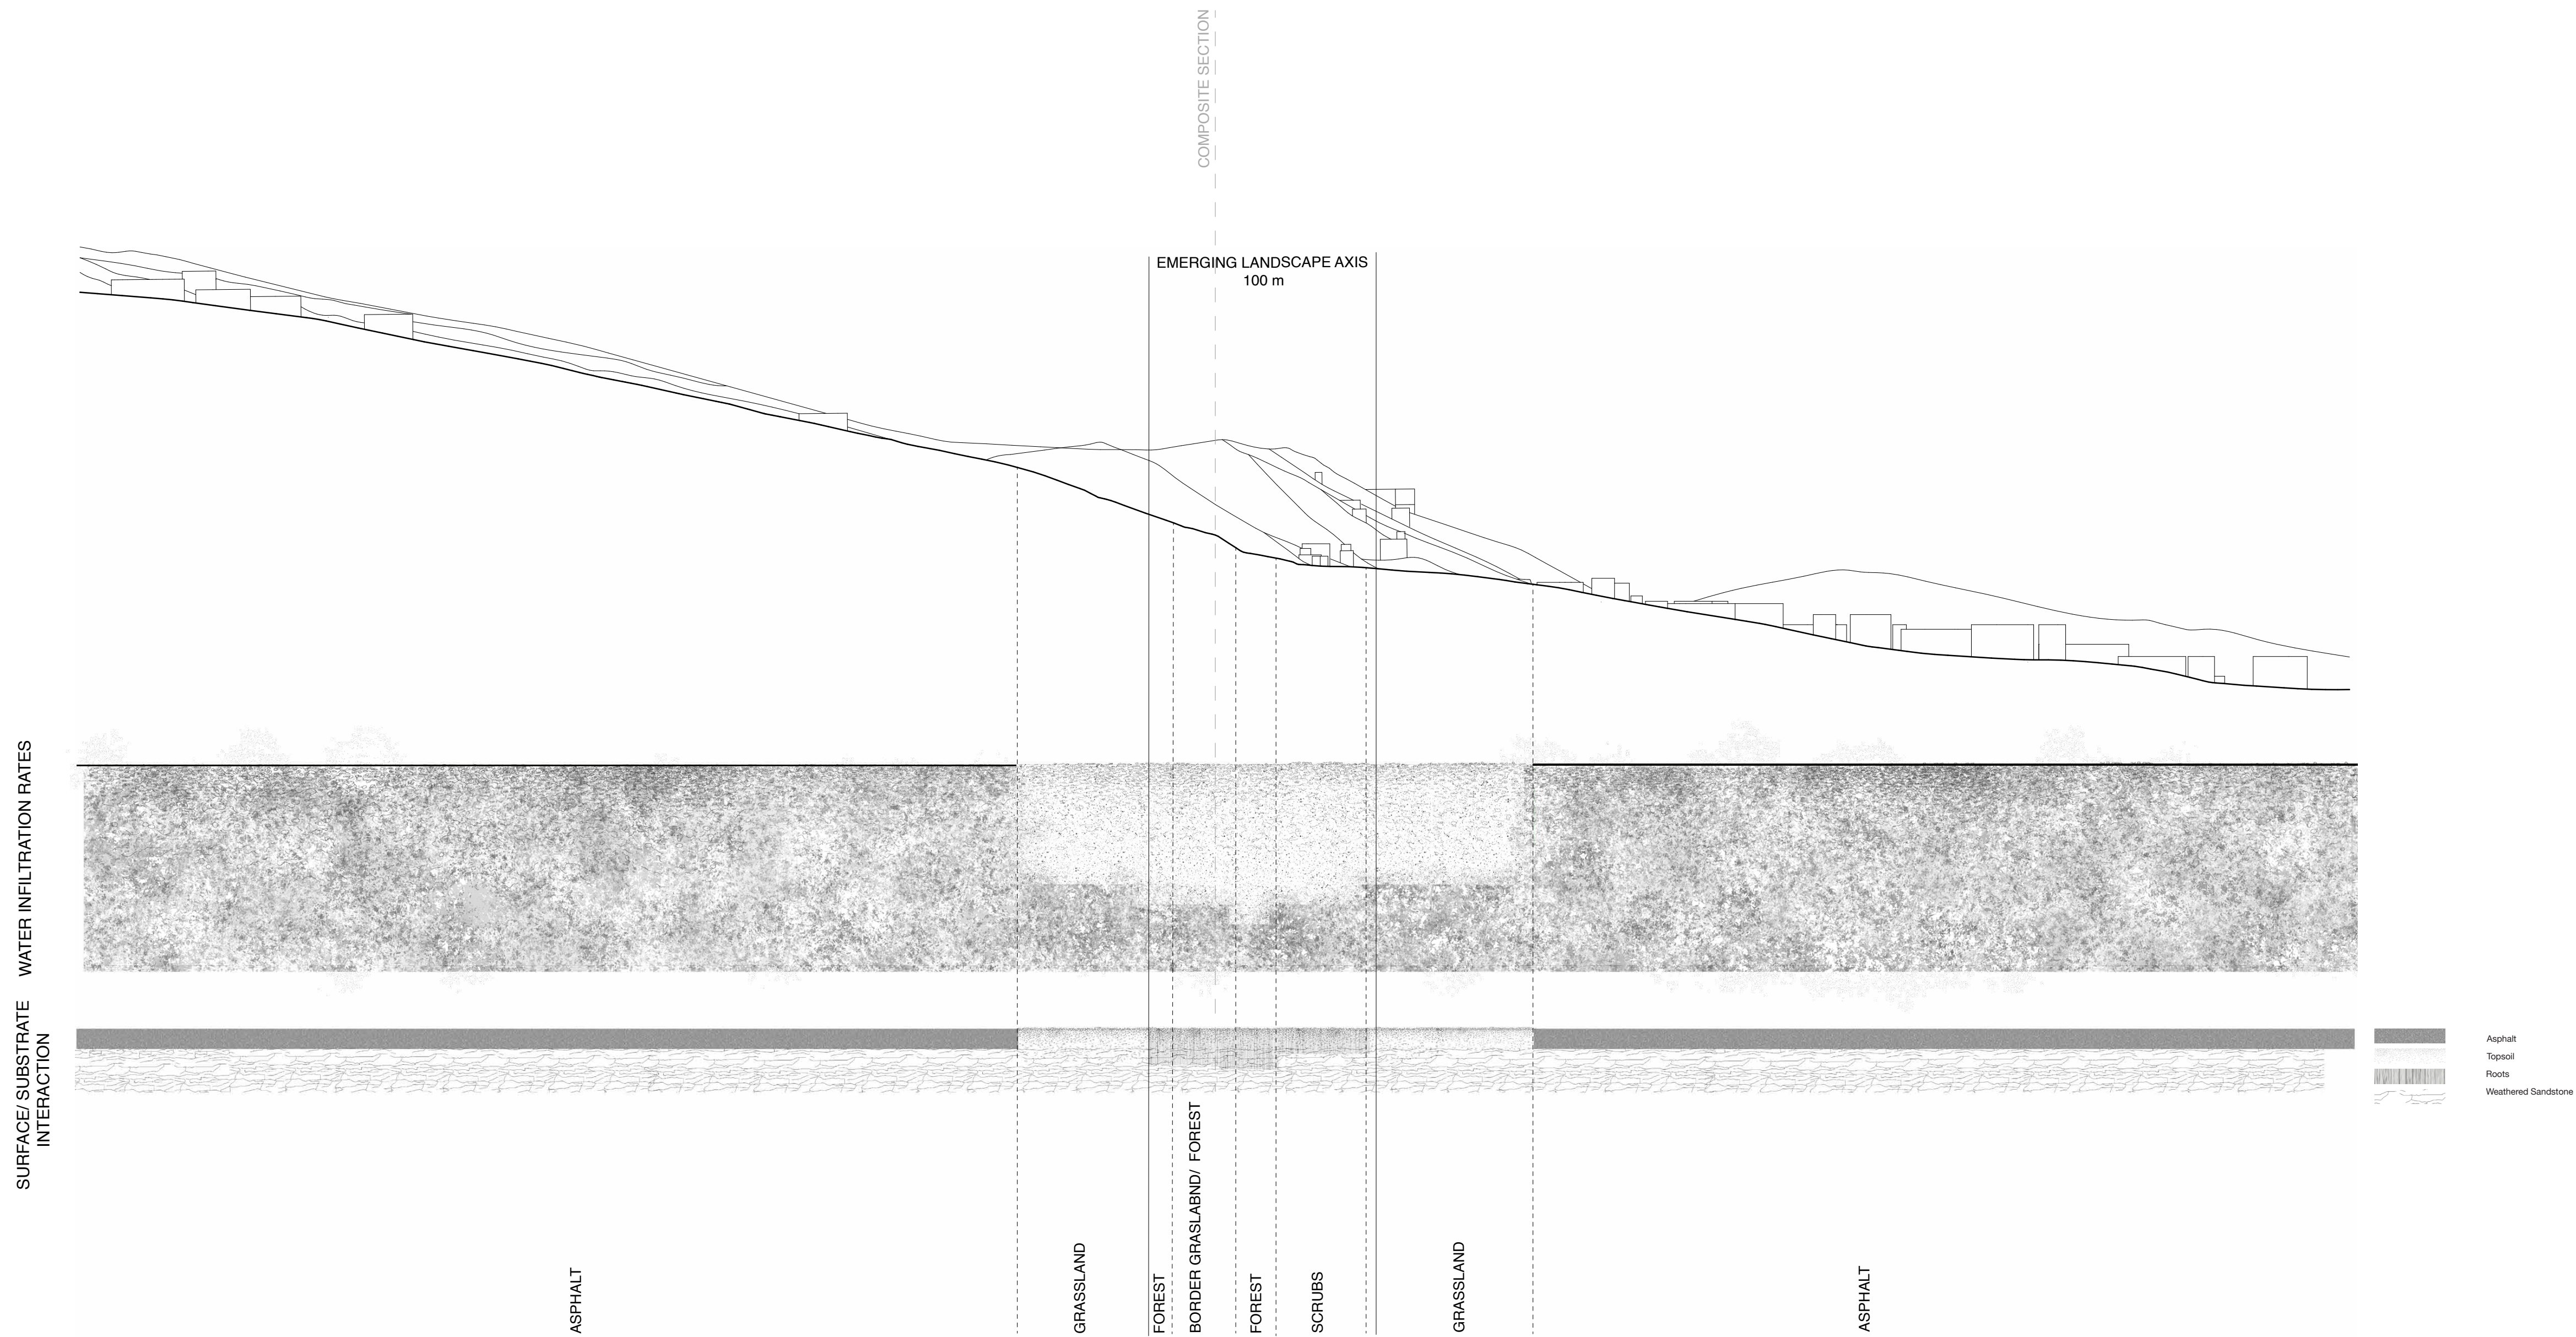 COMPOSITE SECTION
EMERGING LANDSCAPE AXIS
100 m
WATER INFILTRATION RATES
SURFACE/ SUBSTRATE
INTERACTION
Asphalt
Topsoil
Roots
Weathered Sandstone
ASPHALT
GRASSLAND
FOREST
BORDER GRASLABND/ FOREST
FOREST
SCRUBS
GRASSLAND
ASPHALT